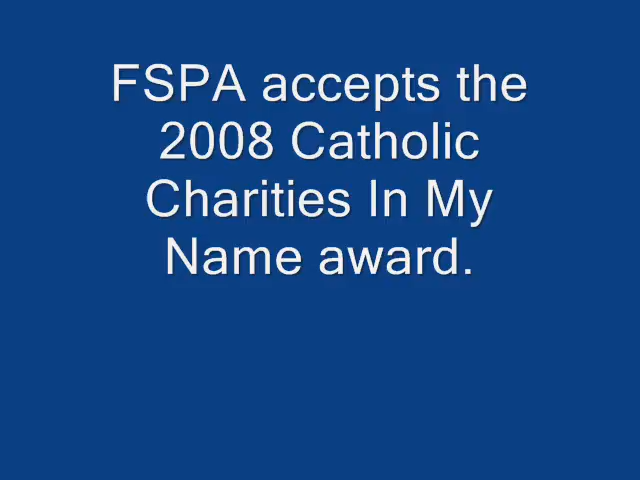 FSPA accepts the
2008 Catholic
Charities In My
Name award.